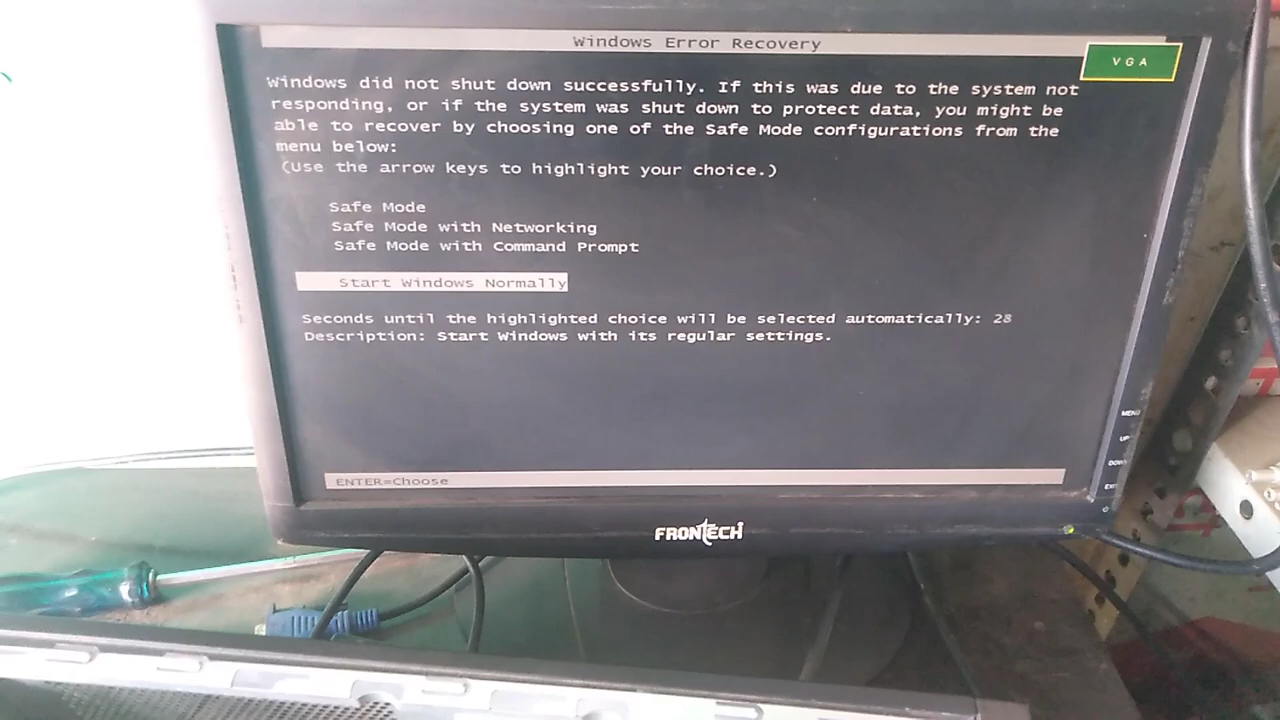 Windows Error Recovery
VGA
Windows did not shut down successfully. If this was due to the system not
responding, or if the system was shut down to protect data, you might be
able to recover by choosing one of the Safe Mode configurations from the
menu below:
(Use the arrow keys to highlight your choice.)
Safe Mode
Safe Mode with Networking
Safe Mode with Command Prompt
Start Windows Normally
Seconds until the highlighted choice will be selected automatically: 28
Description: Start Windows with its regular settings.
MENU
ENTER=Choose
FRONTECH